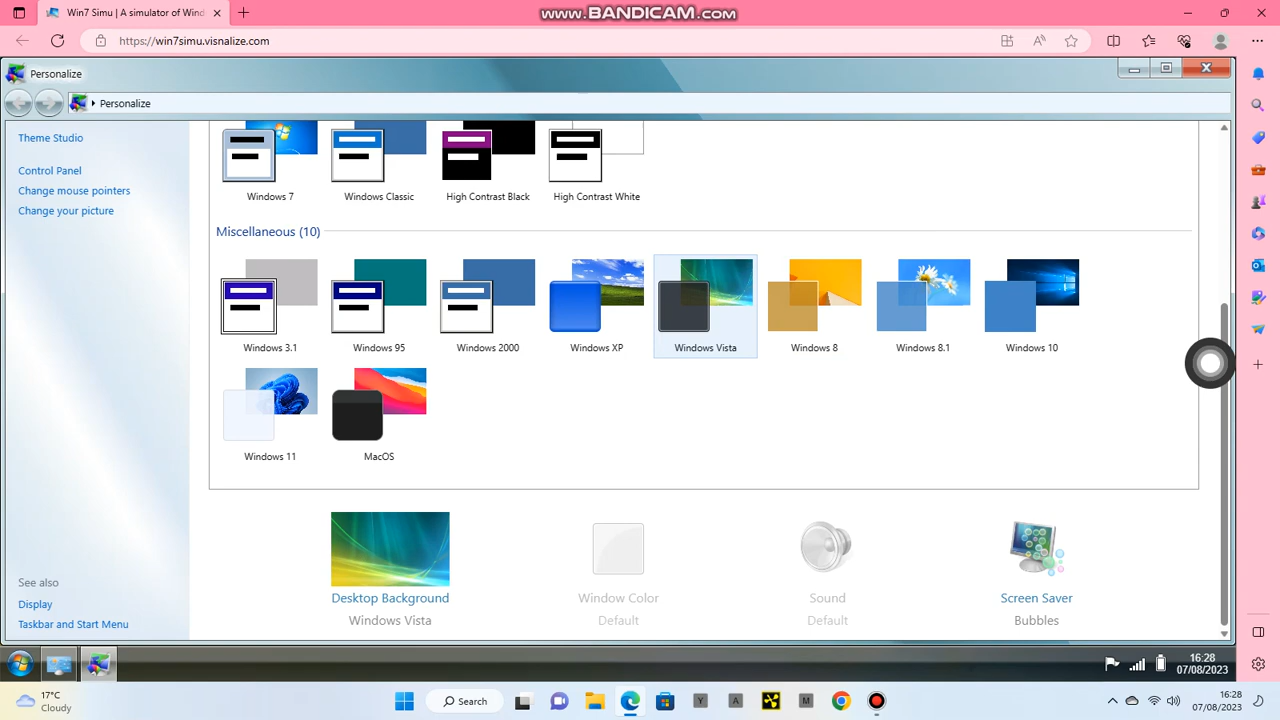 Win7 Simu | A simulator of Wind
www.BANDICAM.com
https://win7simu.visnalize.com
Personalize
Personalize
Theme Studio
Control Panel
Change mouse pointers
Change your picture
Windows 7
Windows Classic
High Contrast Black
High Contrast White
Miscellaneous (10)
Windows 3.1
Windows 95
Windows 2000
Windows XP
Windows Vista
Windows 8
Windows 8.1
Windows 10
Windows 11
MacOS
Desktop Background
Windows Vista
Window Color
Default
Sound
Default
Screen Saver
Bubbles
See also
Display
Taskbar and Start Menu
16:28
07/08/2023
17°C
Cloudy
Search
Y
A
M
16:28
07/08/2023